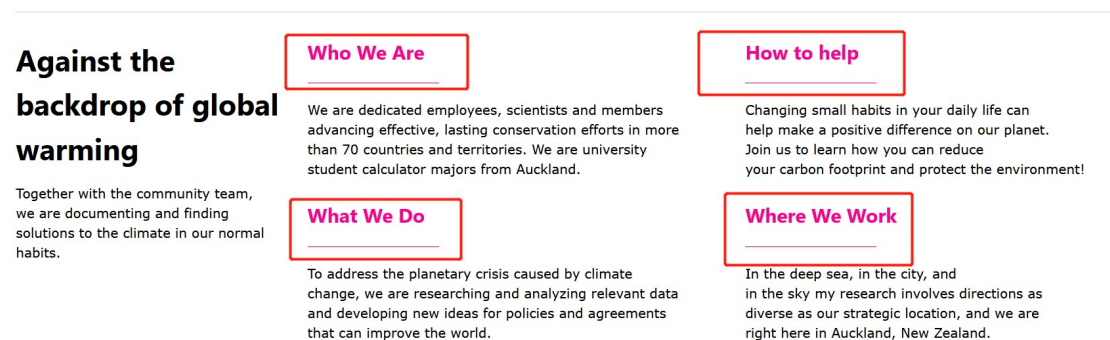 Against the
backdrop of global
warming
Together with the community team,
we are documenting and finding
solutions to the climate in our normal
habits.
Who We Are
We are dedicated employees, scientists and members
advancing effective, lasting conservation efforts in more
than 70 countries and territories. We are university
student calculator majors from Auckland.
What We Do
To address the planetary crisis caused by climate
change, we are researching and analyzing relevant data
and developing new ideas for policies and agreements
that can improve the world.
How to help
Changing small habits in your daily life can
help make a positive difference on our planet.
Join us to learn how you can reduce
your carbon footprint and protect the environment!
Where We Work
In the deep sea, in the city, and
in the sky my research involves directions as
diverse as our strategic location, and we are
right here in Auckland, New Zealand.